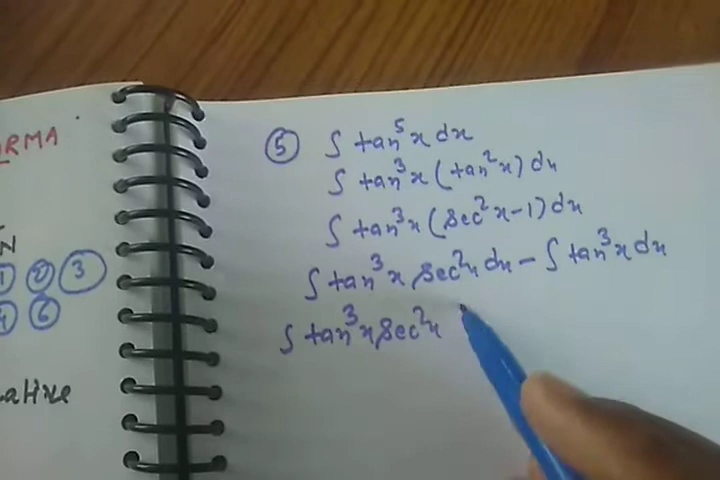 ARMA
N
1 2 3
4 6
ative
5 ∫ tan⁵x dx
∫ tan³x (tan²x) dx
∫ tan³x (sec²x-1) dx
∫ tan³x sec²x dx - ∫ tan³x dx
∫ tan³x sec²x